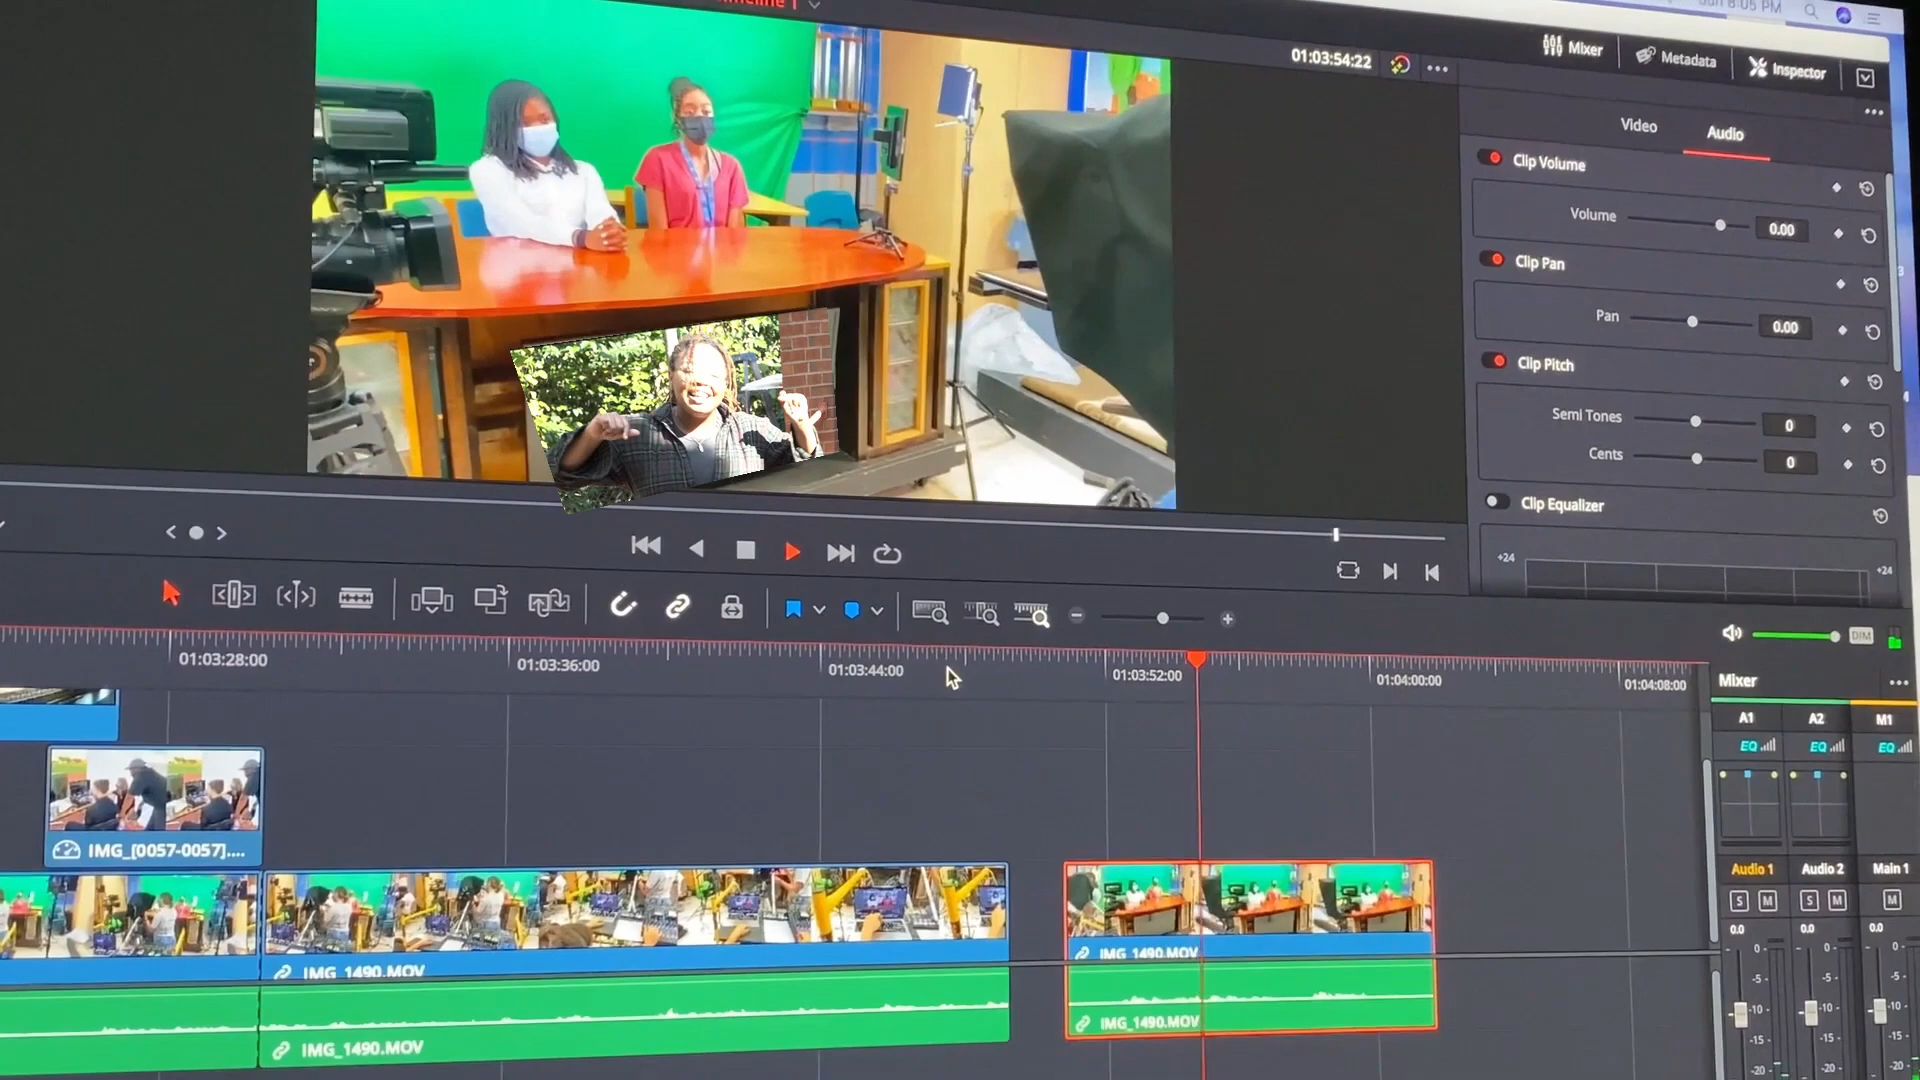 Timeline 1
Sun 8:05 PM
01:03:54:22
Mixer
Metadata
Inspector
Video
Audio
Clip Volume
Volume
0.00
Clip Pan
Pan
0.00
Clip Pitch
Semi Tones
0
Cents
0
Clip Equalizer
+24
+24
DIM
01:03:28:00
01:03:36:00
01:03:44:00
01:03:52:00
01:04:00:00
01:04:08:00
Mixer
A1
A2
M1
EQ
EQ
EQ
IMG_[0057-0057]....
Audio 1
Audio 2
Main 1
S
M
S
M
M
0.0
0.0
0.0
0-
0-
0-
-5-
-5-
-5-
-10-
-10-
-10-
-15-
-15-
-15-
-20-
-20-
-20-
IMG_1490.MOV
IMG_1490.MOV
IMG_1490.MOV
IMG_1490.MOV